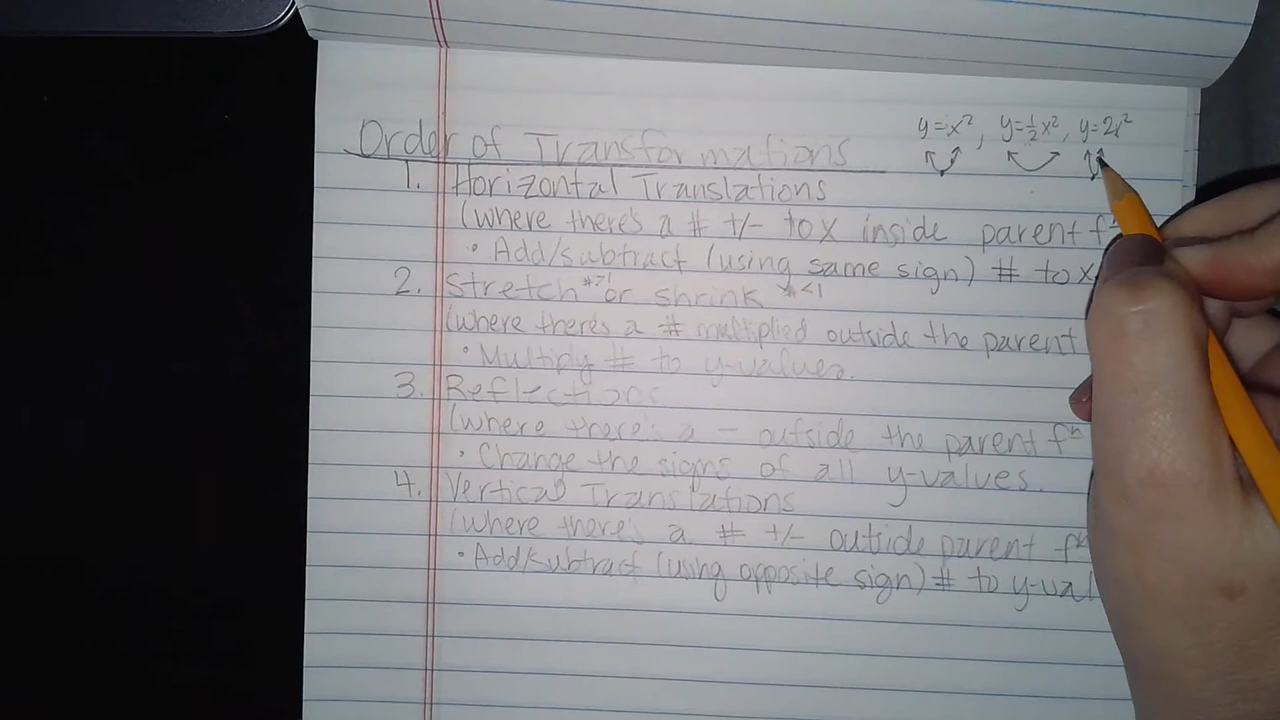 y=x², y=½x², y=2x²
Order of Transformations
1. Horizontal Translations
(where there's a # +/- to x inside parent f
• Add/subtract (using same sign) # to x
2. Stretch #>1 or shrink #<1
(where there's a # multiplied outside the parent
• Multiply # to y-values.
3. Reflections
(where there's a - outside the parent fⁿ
• Change the signs of all y-values.
4. Vertical Translations
(where there's a # +/- outside parent fⁿ
• Add/subtract (using opposite sign) # to y-val